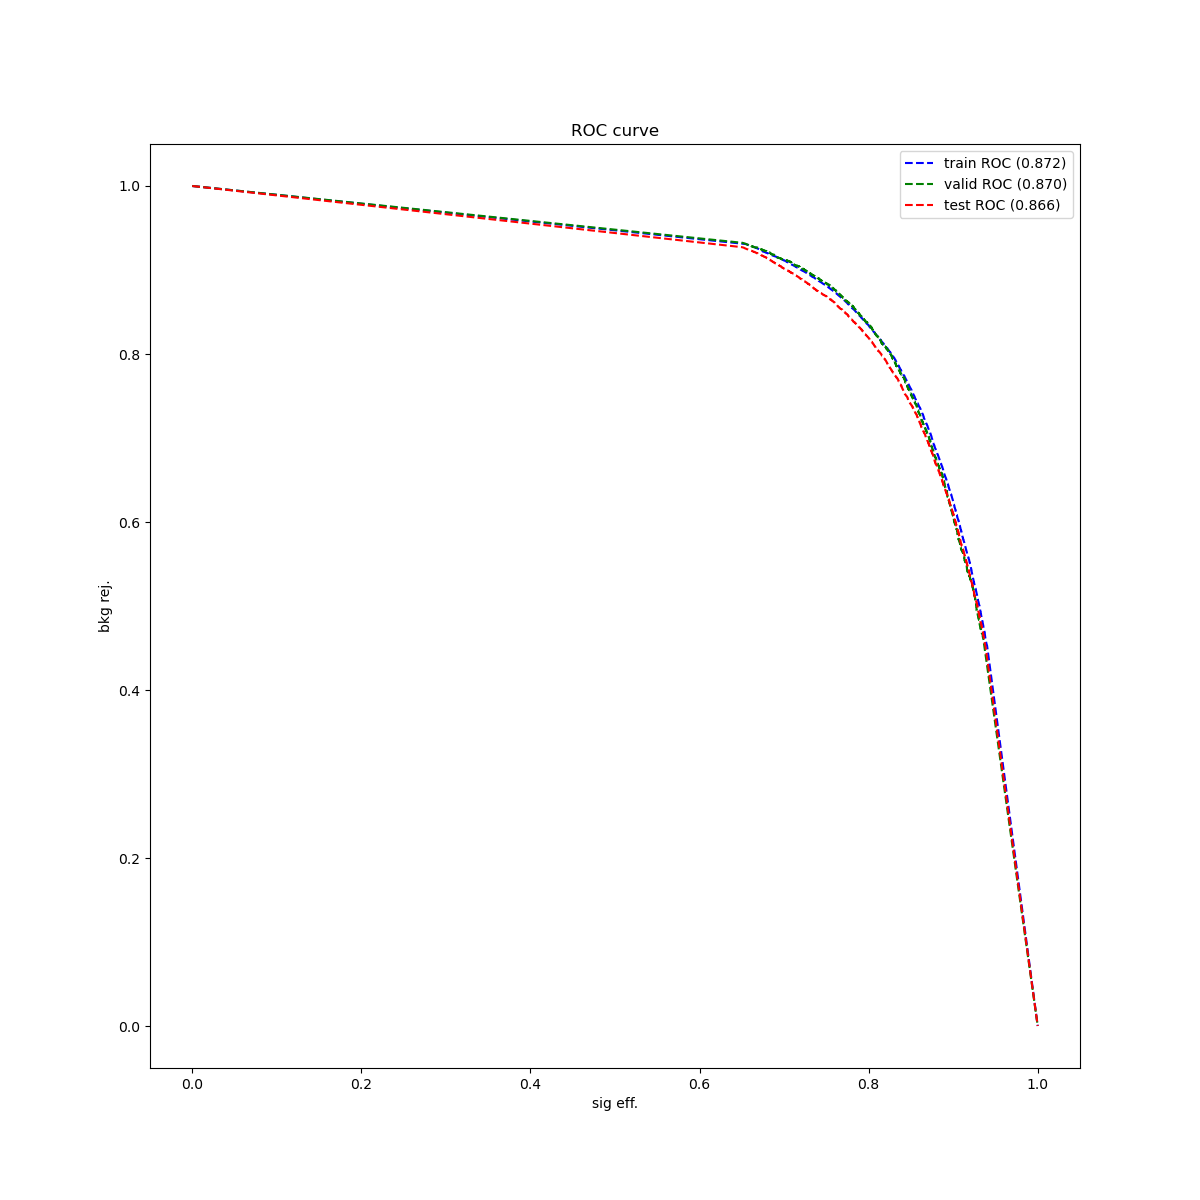 ROC curve
train ROC (0.872)
valid ROC (0.870)
test ROC (0.866)
1.0
0.8
0.6
0.4
0.2
0.0
bkg rej.
0.0 0.2 0.4 0.6 0.8 1.0
sig eff.